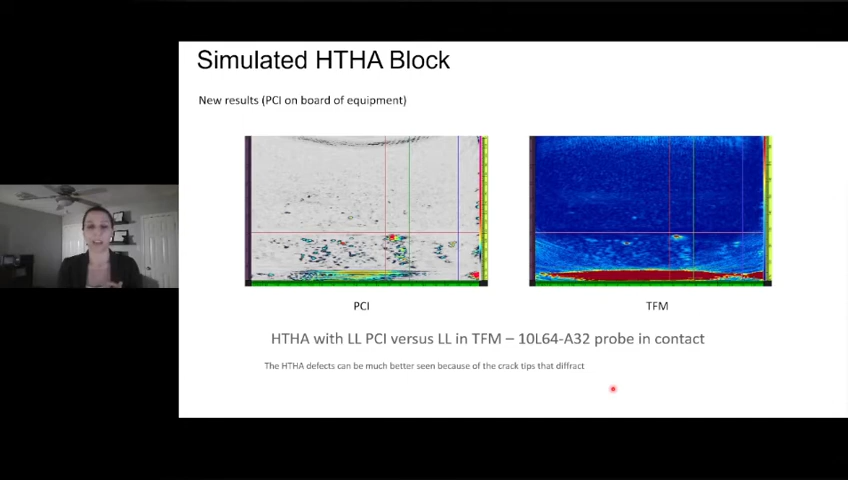 Simulated HTHA Block
New results (PCI on board of equipment)
PCI
TFM
HTHA with LL PCI versus LL in TFM – 10L64-A32 probe in contact
The HTHA defects can be much better seen because of the crack tips that diffract